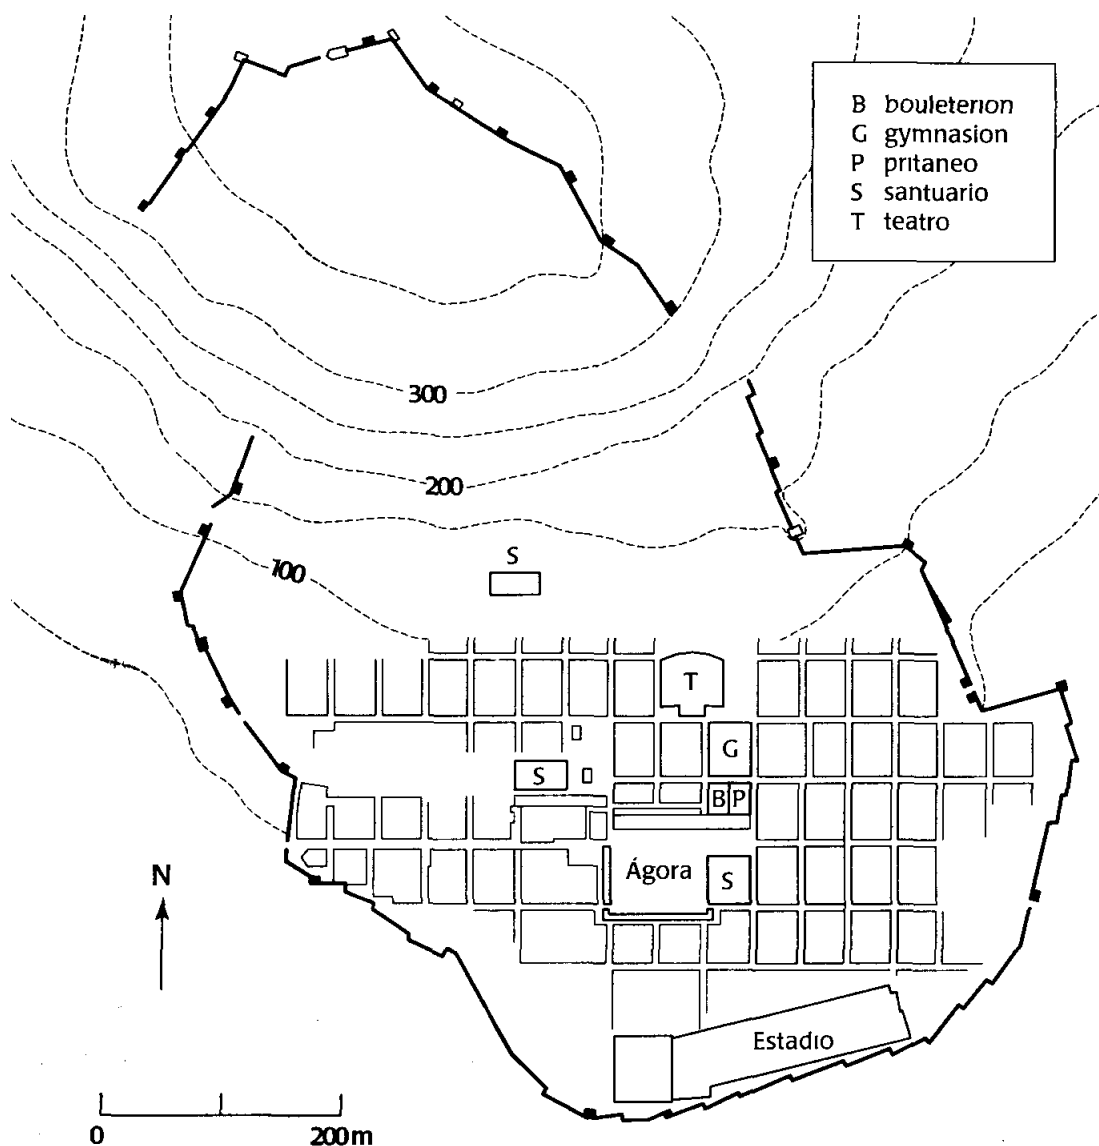 B bouleterion
G gymnasion
P pritaneo
S santuario
T teatro
300
200
100
S
T
G
S
B P
Ágora
S
N
Estadio
0 200m